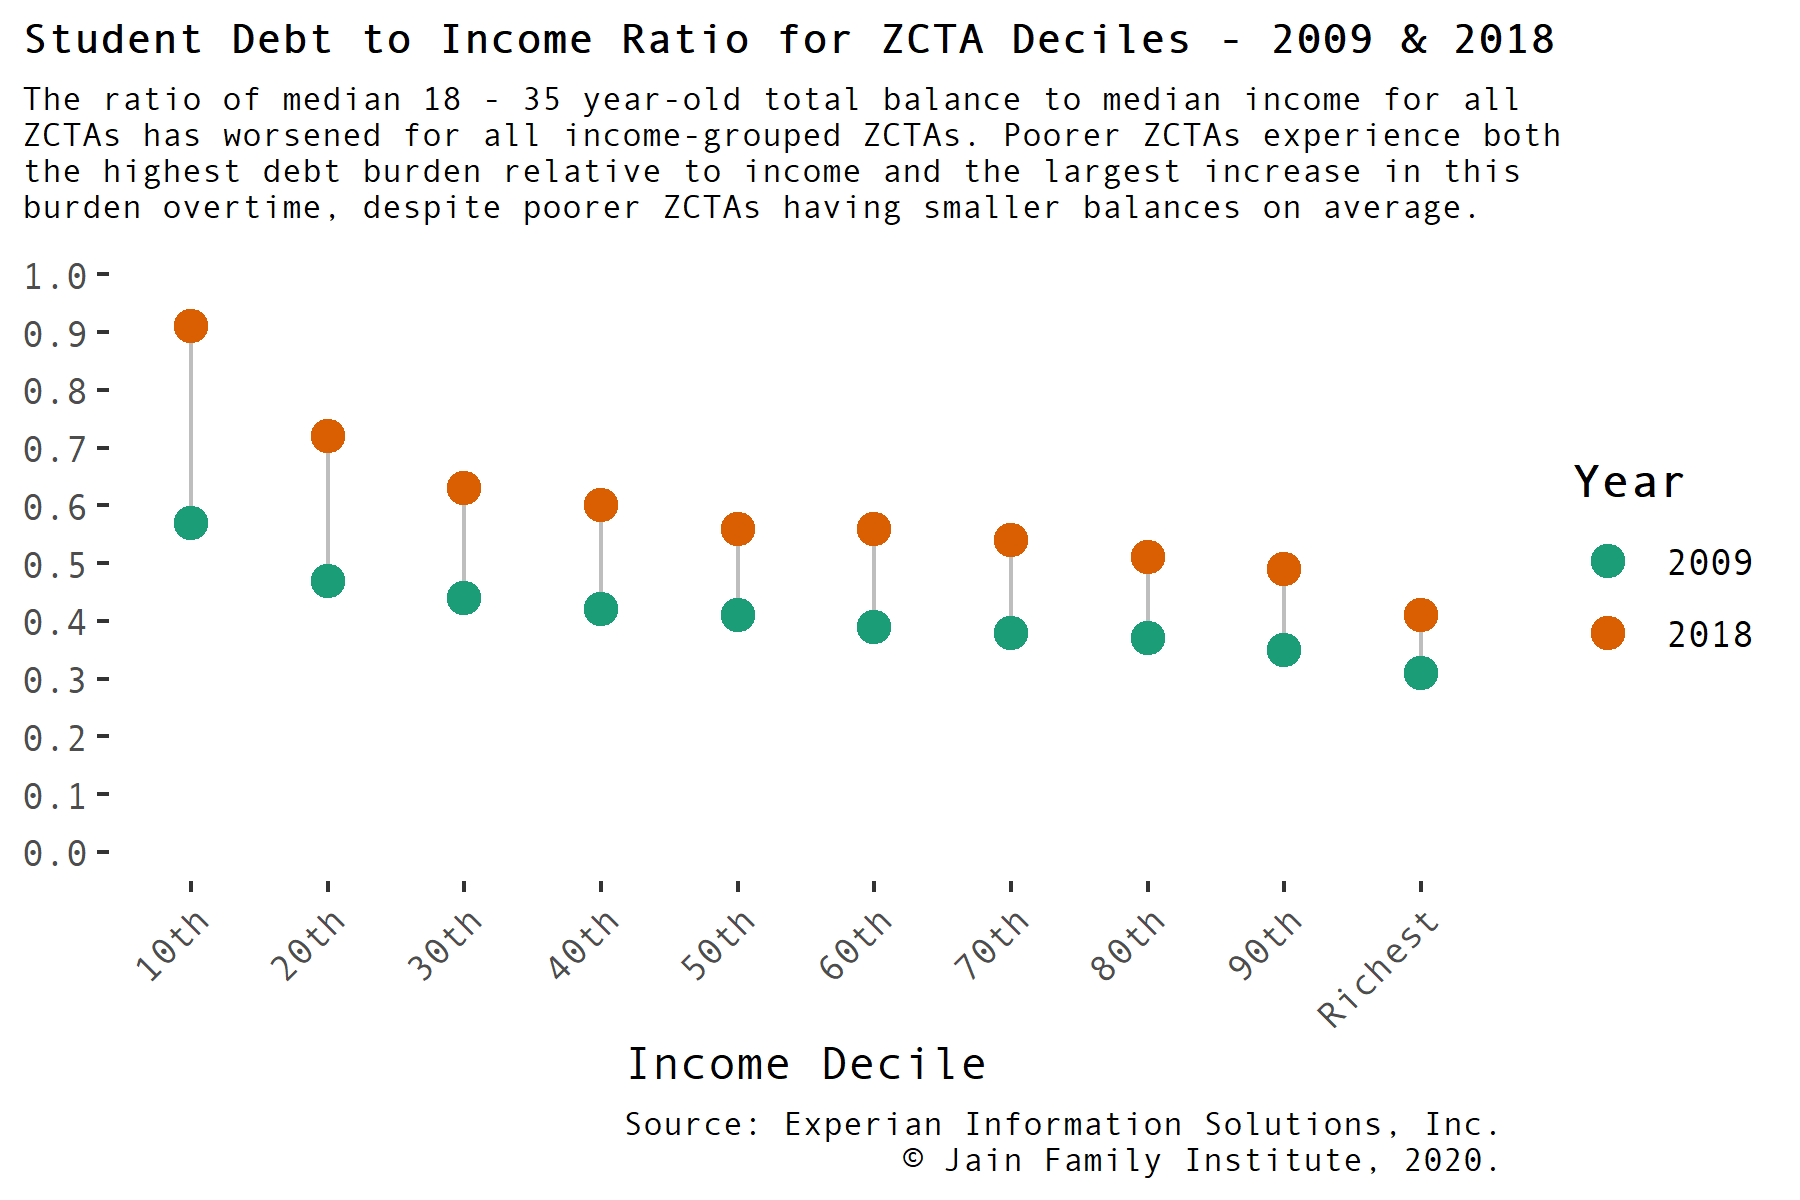 Student Debt to Income Ratio for ZCTA Deciles - 2009 & 2018
The ratio of median 18 - 35 year-old total balance to median income for all
ZCTAs has worsened for all income-grouped ZCTAs. Poorer ZCTAs experience both
the highest debt burden relative to income and the largest increase in this
burden overtime, despite poorer ZCTAs having smaller balances on average.
1.0
0.9
0.8
0.7
0.6
0.5
0.4
0.3
0.2
0.1
0.0
Year
2009
2018
10th
20th
30th
40th
50th
60th
70th
80th
90th
Richest
Income Decile
Source: Experian Information Solutions, Inc.
© Jain Family Institute, 2020.